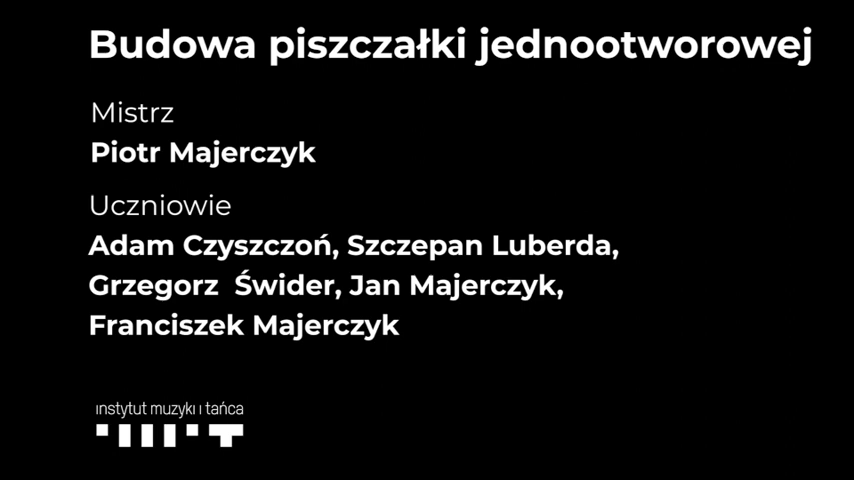 Budowa piszczałki jednootworowej
Mistrz
Piotr Majerczyk
Uczniowie
Adam Czyszczoń, Szczepan Luberda,
Grzegorz Świder, Jan Majerczyk,
Franciszek Majerczyk
instytut muzyki i tańca